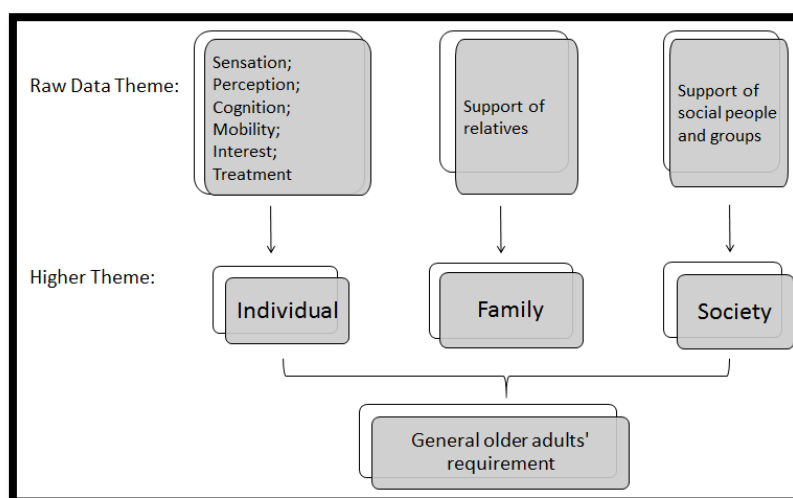 Raw Data Theme:
Sensation;
Perception;
Cognition;
Mobility;
Interest;
Treatment
Support of
relatives
Support of
social people
and groups
Higher Theme:
Individual
Family
Society
General older adults'
requirement